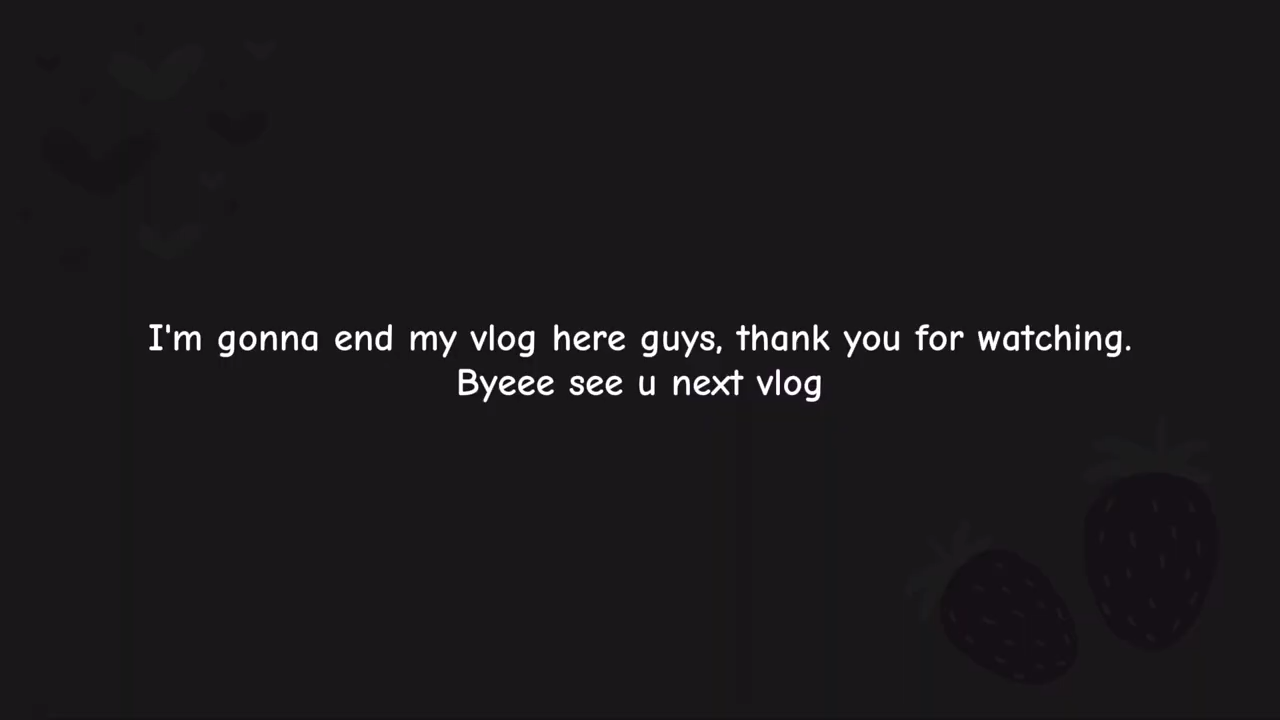 I'm gonna end my vlog here guys, thank you for watching.
Byeee see u next vlog